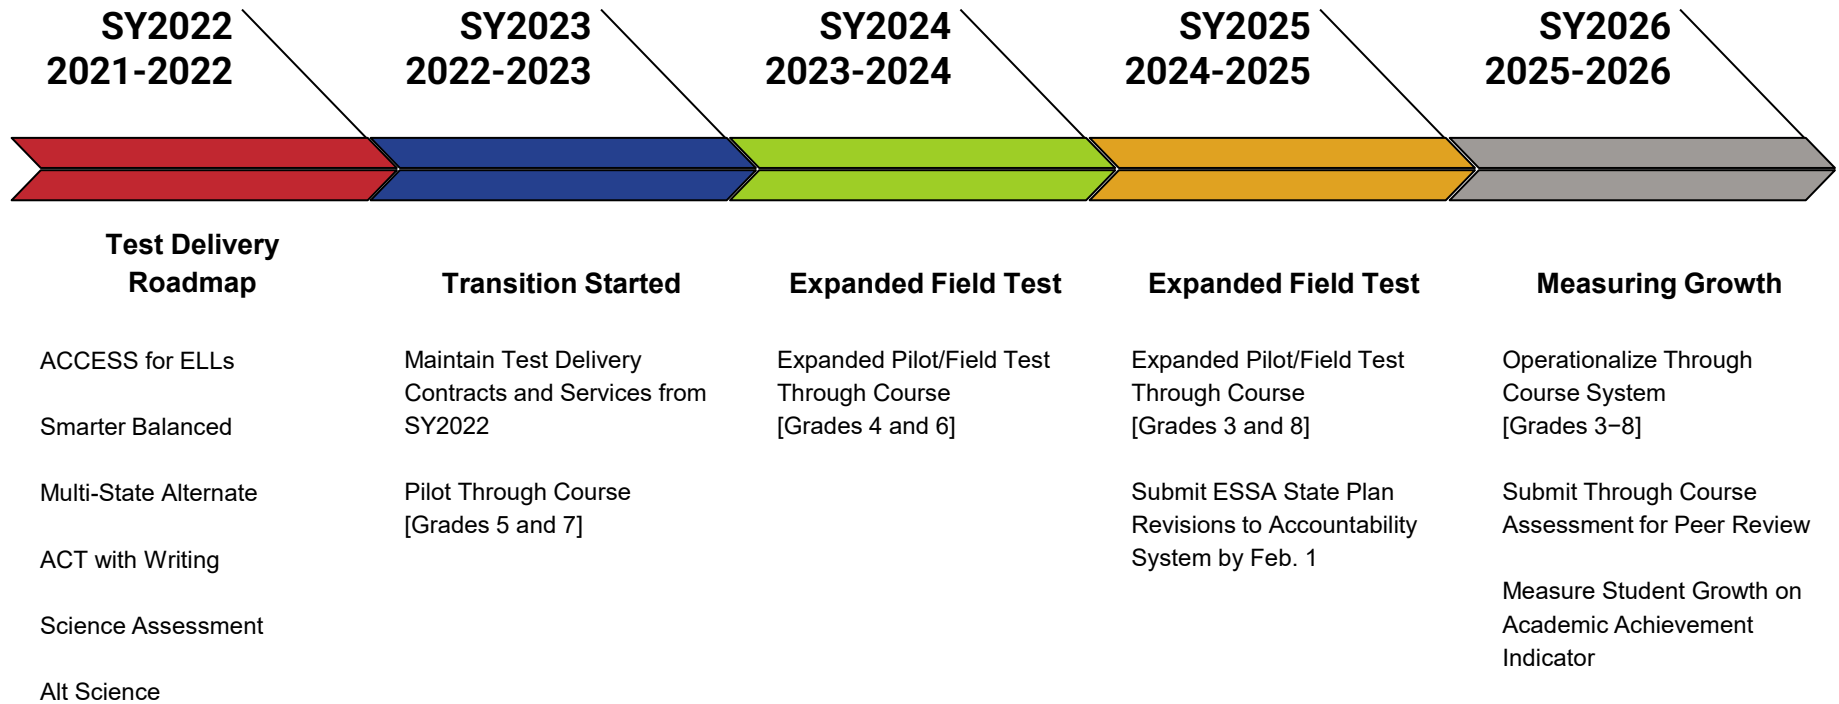 SY2022
2021-2022
SY2023
2022-2023
SY2024
2023-2024
SY2025
2024-2025
SY2026
2025-2026
Test Delivery
Roadmap
ACCESS for ELLs
Smarter Balanced
Multi-State Alternate
ACT with Writing
Science Assessment
Alt Science
Transition Started
Maintain Test Delivery
Contracts and Services from
SY2022
Pilot Through Course
[Grades 5 and 7]
Expanded Field Test
Expanded Pilot/Field Test
Through Course
[Grades 4 and 6]
Expanded Field Test
Expanded Pilot/Field Test
Through Course
[Grades 3 and 8]
Submit ESSA State Plan
Revisions to Accountability
System by Feb. 1
Measuring Growth
Operationalize Through
Course System
[Grades 3−8]
Submit Through Course
Assessment for Peer Review
Measure Student Growth on
Academic Achievement
Indicator